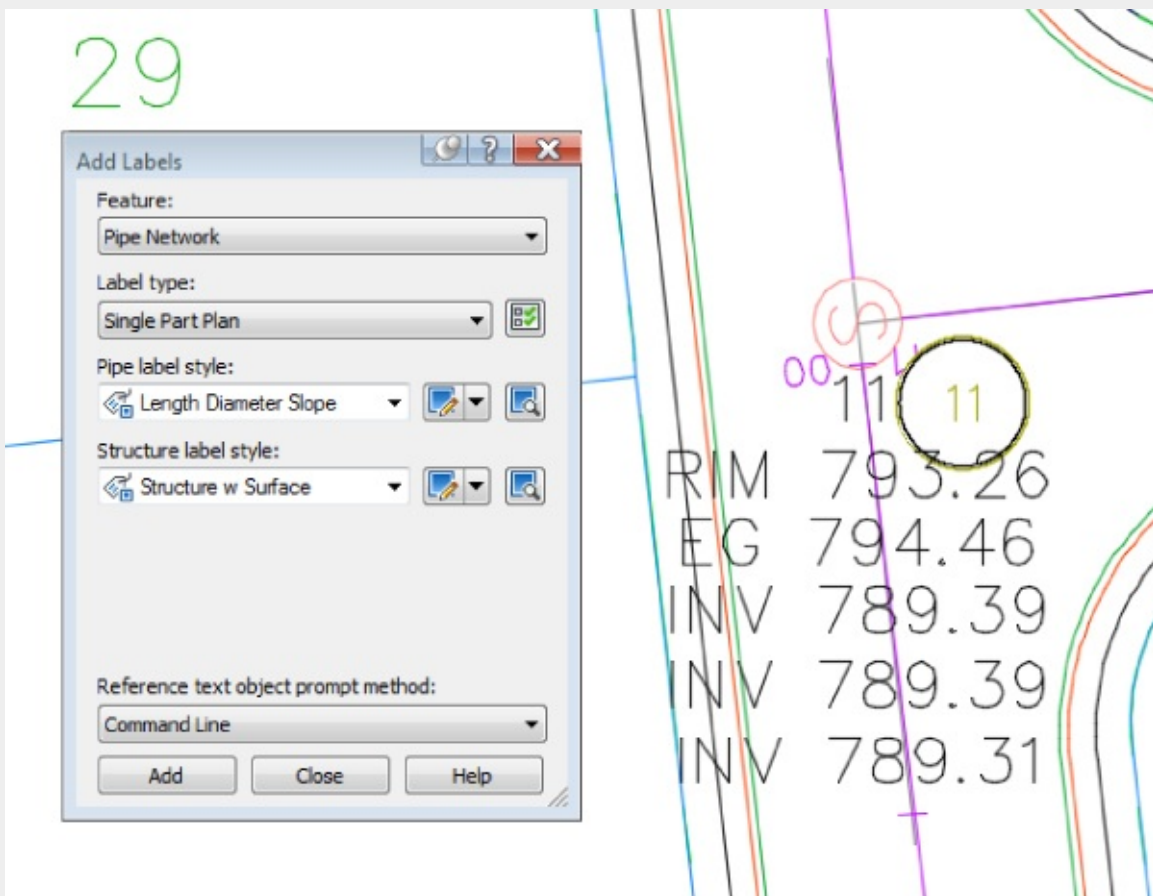 29
Add Labels
?
Feature:
Pipe Network
Label type:
Single Part Plan
Pipe label style:
Length Diameter Slope
Structure label style:
Structure w Surface
Reference text object prompt method:
Command Line
Add
Close
Help
S
00
11
11
RIM 793.26
EG 794.46
INV 789.39
INV 789.39
INV 789.31